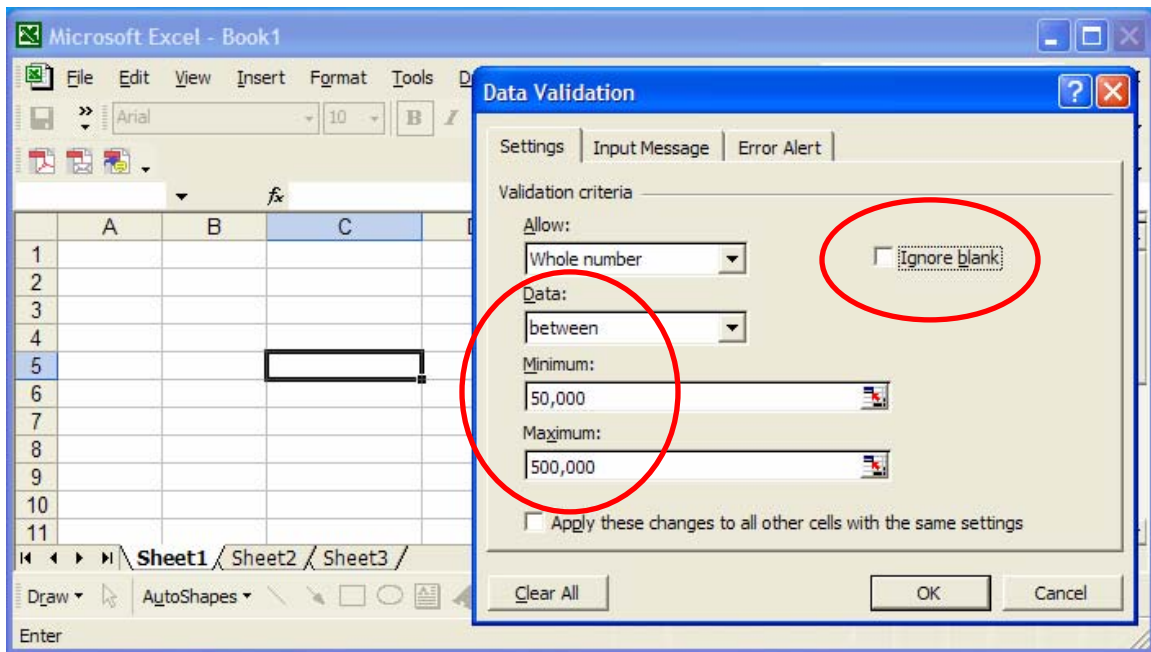 Microsoft Excel - Book1
File Edit View Insert Format Tools
Arial 10 B I
fx
A B C
1
2
3
4
5
6
7
8
9
10
11
Sheet1 Sheet2 Sheet3
Draw AutoShapes
Enter
Data Validation
Settings Input Message Error Alert
Validation criteria
Allow:
Whole number
Ignore blank
Data:
between
Minimum:
50,000
Maximum:
500,000
Apply these changes to all other cells with the same settings
Clear All OK Cancel